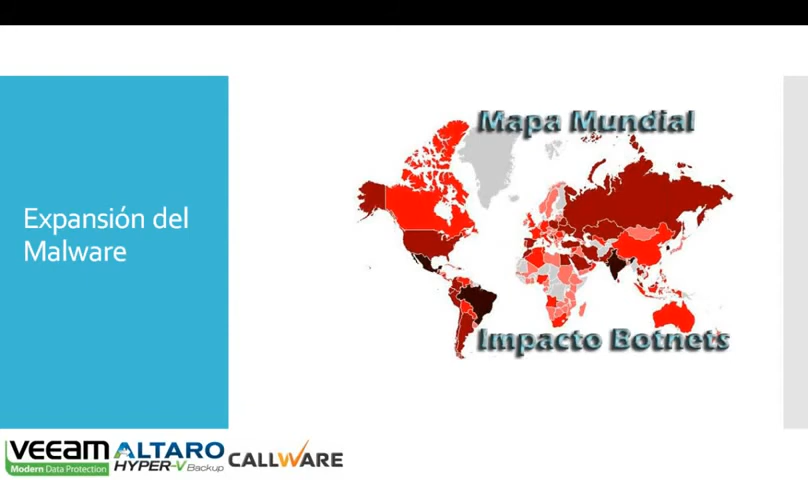 Mapa Mundial
Expansión del
Malware
Impacto Botnets
veeam
Modern Data Protection
ALTARO
HYPER-V Backup
CALLWARE